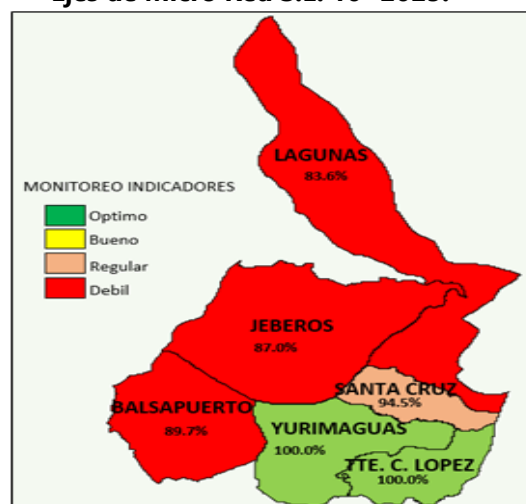 Ejes de Micro Red S.E. 40 - 2023.
LAGUNAS
83.6%
MONITOREO INDICADORES
Optimo
Bueno
Regular
Debil
JEBEROS
87.0%
SANTA CRUZ
94.5%
BALSAPUERTO
89.7%
YURIMAGUAS
100.0%
TTE. C. LOPEZ
100.0%